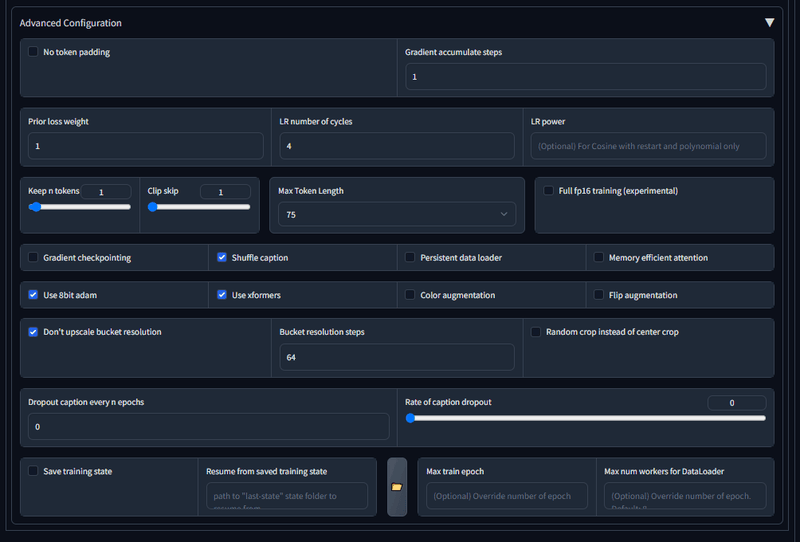 Advanced Configuration
No token padding
Gradient accumulate steps
1
Prior loss weight
LR number of cycles
LR power
1
4
(Optional) For Cosine with restart and polynomial only
Keep n tokens
1
Clip skip
1
Max Token Length
75
Full fp16 training (experimental)
Gradient checkpointing
Shuffle caption
Persistent data loader
Memory efficient attention
Use 8bit adam
Use xformers
Color augmentation
Flip augmentation
Don't upscale bucket resolution
Bucket resolution steps
64
Random crop instead of center crop
Dropout caption every n epochs
0
Rate of caption dropout
0
Save training state
Resume from saved training state
path to "last-state" state folder to
resume from
Max train epoch
(Optional) Override number of epoch
Max num workers for DataLoader
(Optional) Override number of epoch.
Default: 8